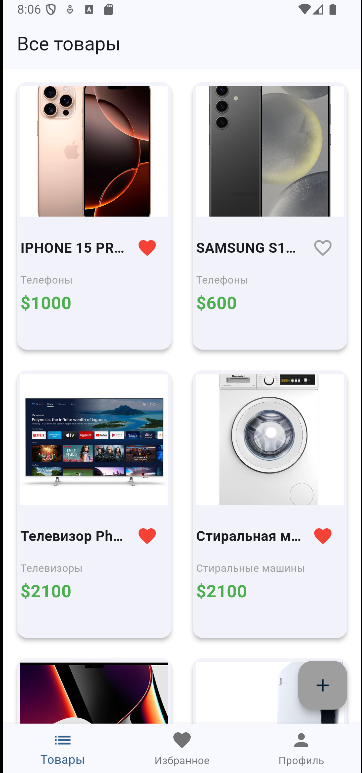 8:06
Все товары
IPHONE 15 PR...
SAMSUNG S1...
Телефоны
Телефоны
$1000
$600
Телевизор Ph...
Стиральная м...
Телевизоры
Стиральные машины
$2100
$2100
Товары
Избранное
Профиль